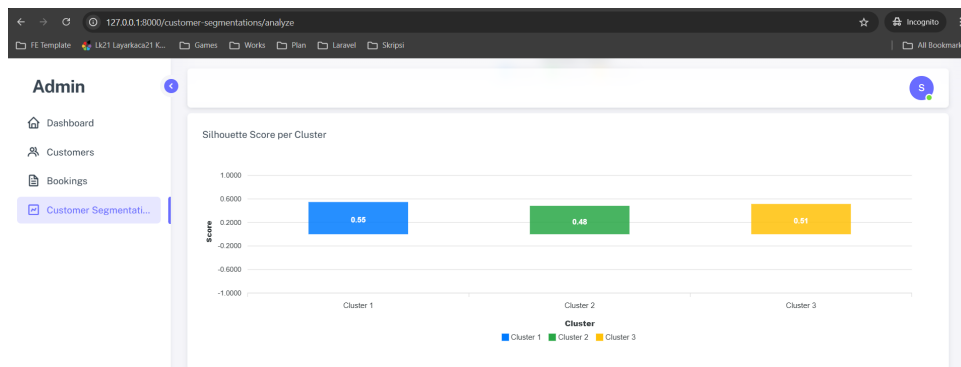 127.0.0.1:8000/customer-segmentations/analyze
Incognito
FE Template Lk21 Layarkaca21 K... Games Works Plan Laravel Skripsi All Bookmark
Admin
S
Dashboard
Customers
Bookings
Customer Segmentati...
Silhouette Score per Cluster
1.0000
0.6000
0.2000
-0.2000
-0.6000
-1.0000
Score
0.55
0.48
0.51
Cluster 1 Cluster 2 Cluster 3
Cluster
Cluster 1 Cluster 2 Cluster 3